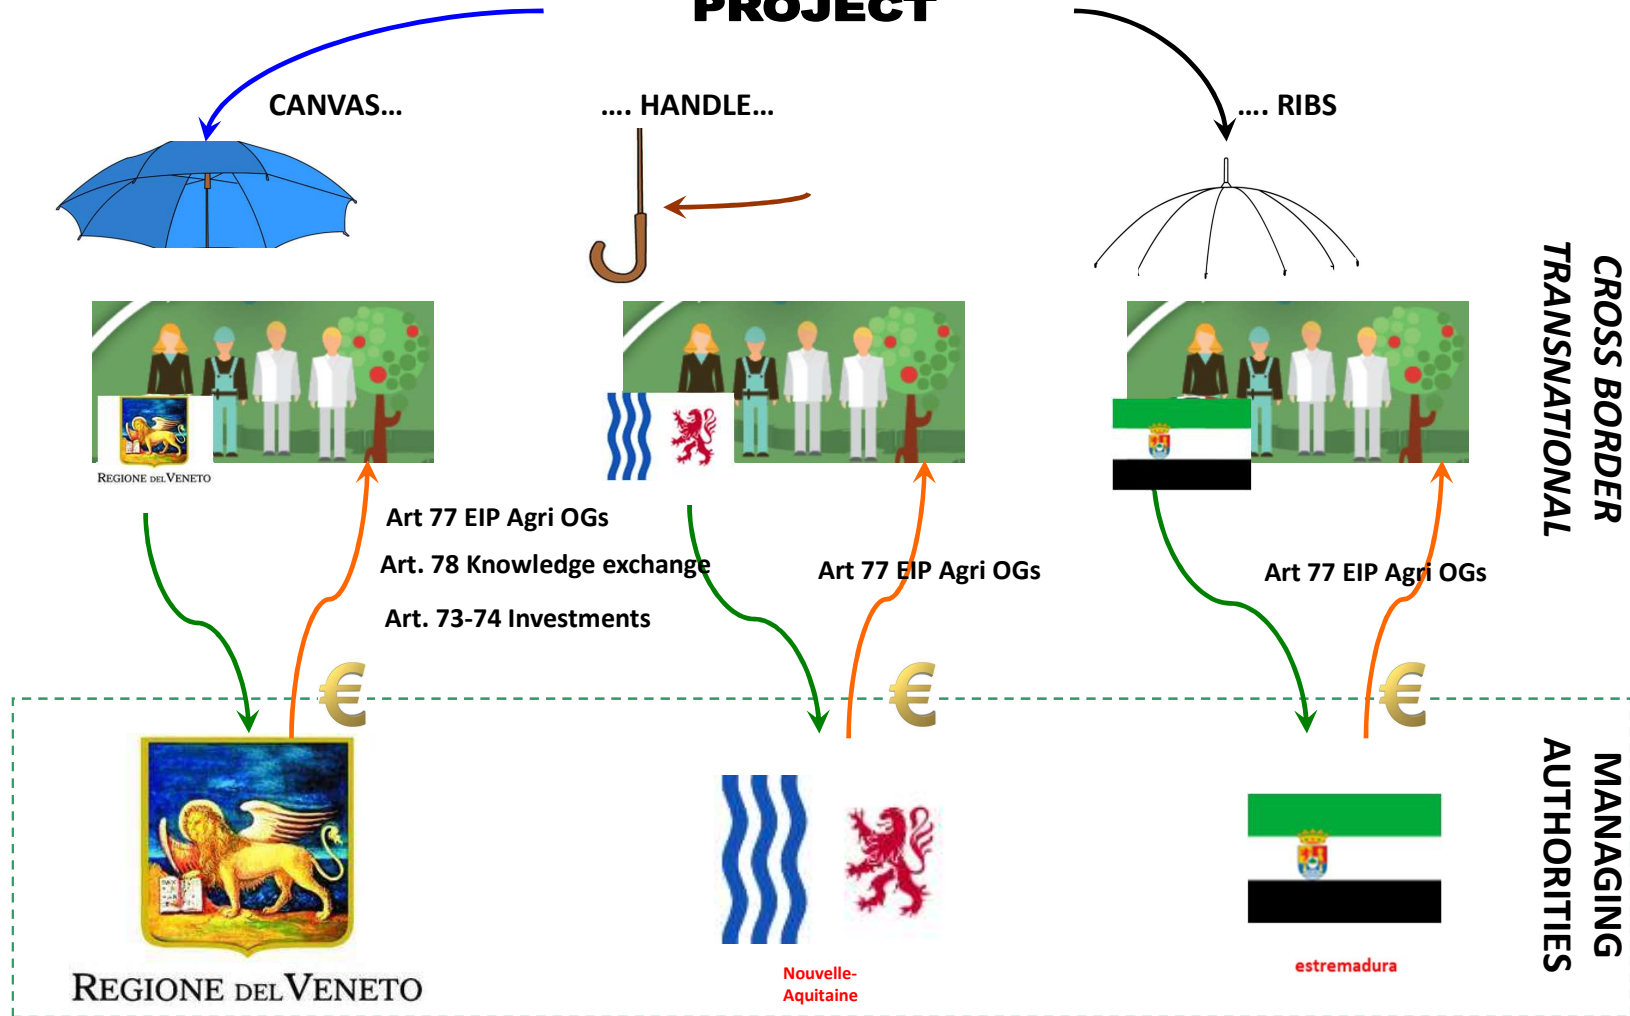 PROJECT
CANVAS...
.... HANDLE...
.... RIBS
CROSS BORDER
TRANSNATIONAL
REGIONE DEL VENETO
Art 77 EIP Agri OGs
Art. 78 Knowledge exchange
Art. 73-74 Investments
Art 77 EIP Agri OGs
Art 77 EIP Agri OGs
€
€
€
MANAGING
AUTHORITIES
REGIONE DEL VENETO
Nouvelle-
Aquitaine
estremadura